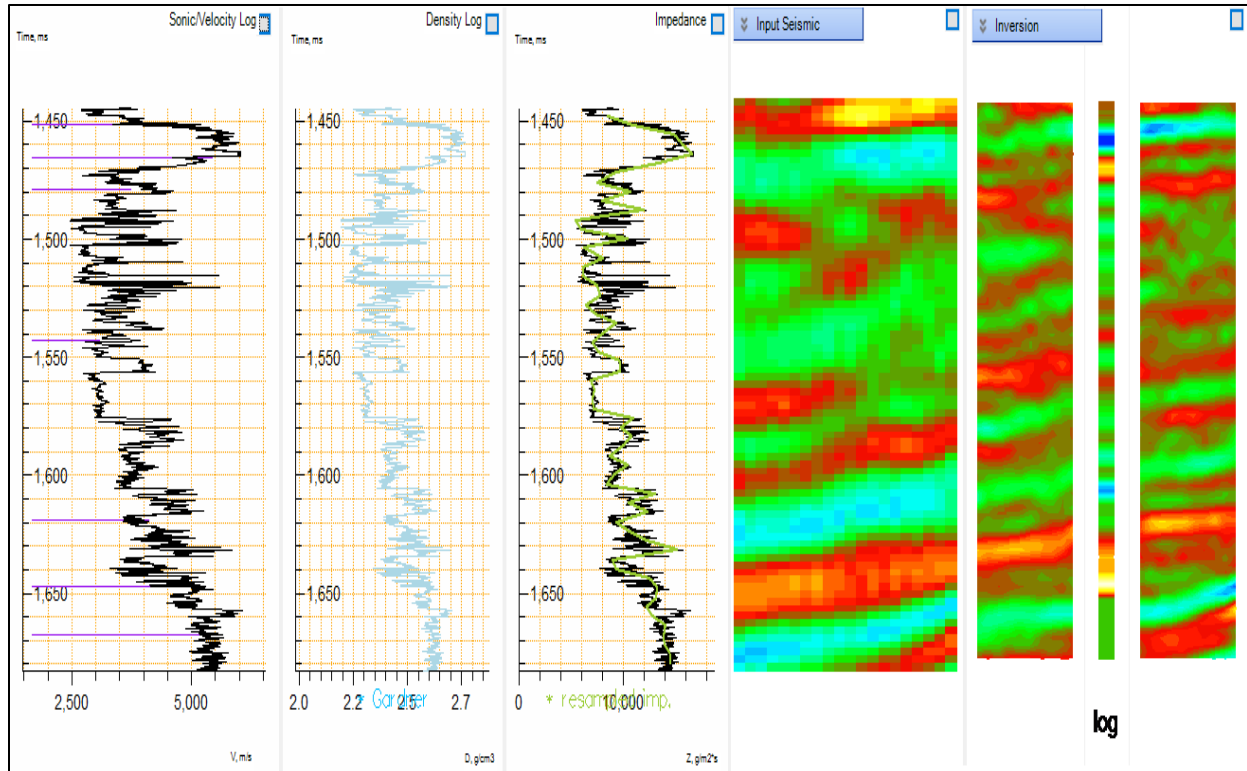 Sonic/Velocity Log
Time, ms
1,450
1,500
1,550
1,600
1,650
2,500
5,000
V, m/s
Density Log
Time, ms
1,450
1,500
1,550
1,600
1,650
2.0
2.2
2.5
2.7
* Gardner
D, g/cm3
Impedance
Time, ms
1,450
1,500
1,550
1,600
1,650
0
10,000
* resampled imp.
Z, g/m2*s
Input Seismic
Inversion
log